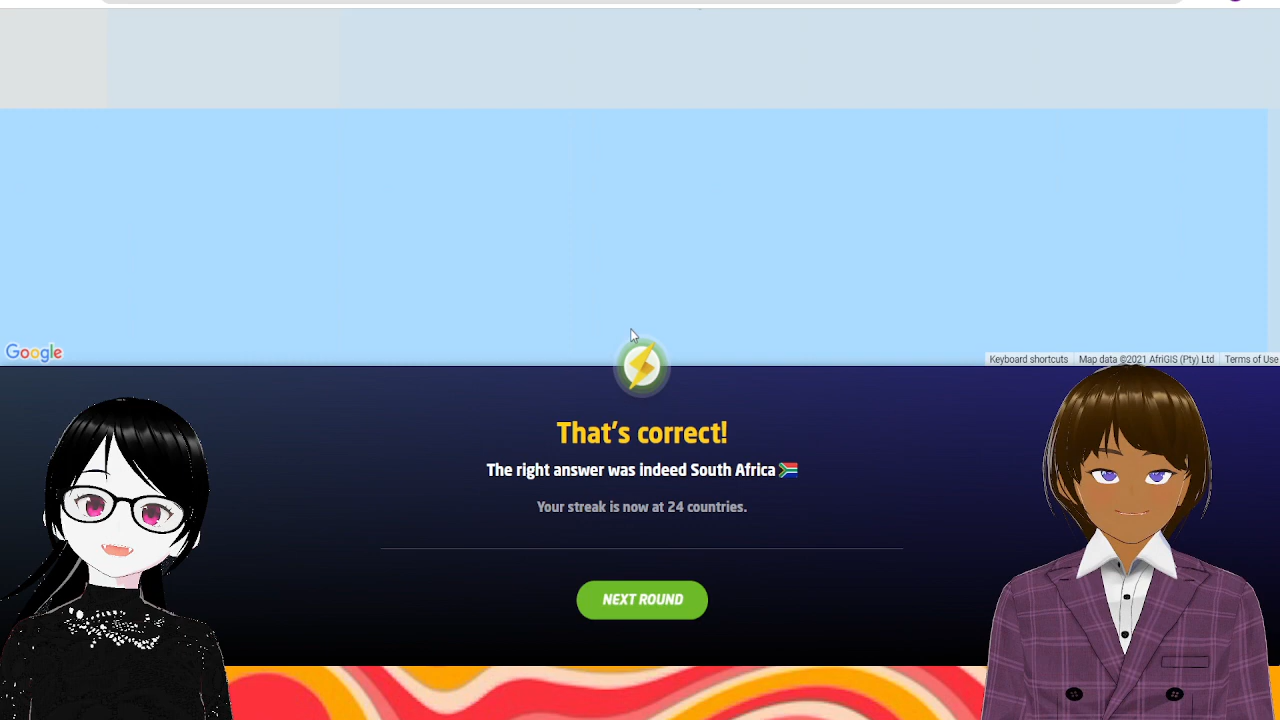 Google
Keyboard shortcuts
Map data ©2021 AfriGIS (Pty) Ltd
Terms of Use
That's correct!
The right answer was indeed South Africa 🇿🇦
Your streak is now at 24 countries.
NEXT ROUND